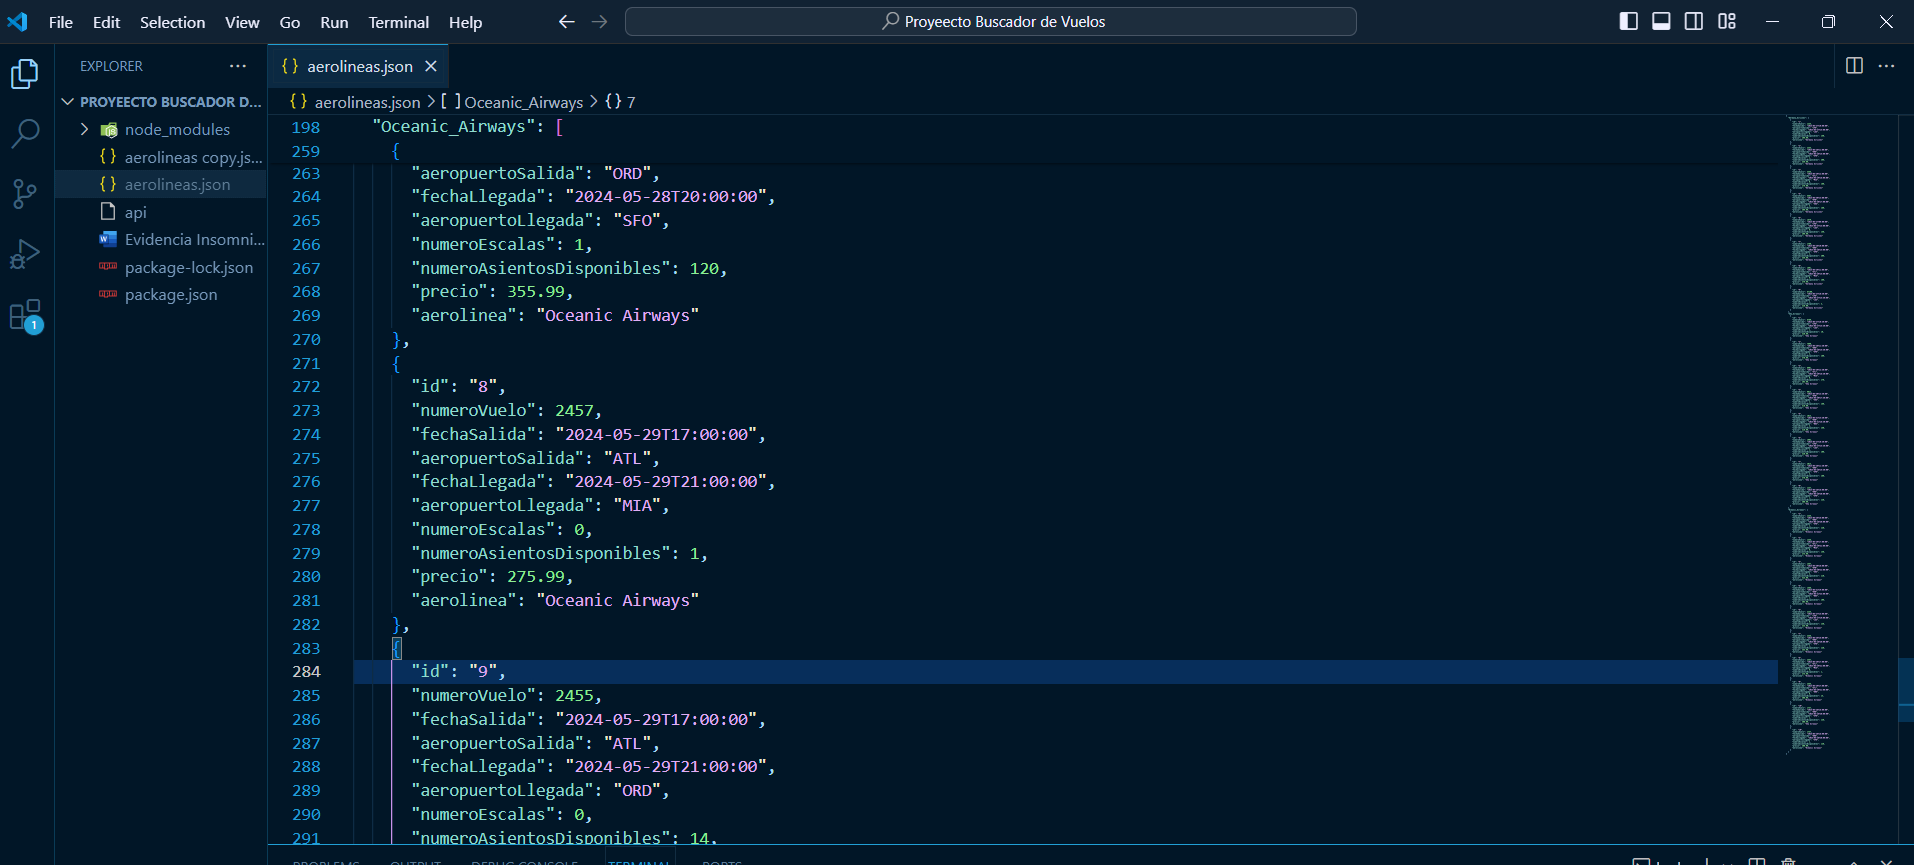 File Edit Selection View Go Run Terminal Help
Proyeecto Buscador de Vuelos
EXPLORER
PROYEECTO BUSCADOR D...
node_modules
aerolineas copy.js...
aerolineas.json
api
Evidencia Insomni...
package-lock.json
package.json
1
aerolineas.json
aerolineas.json > [ ] Oceanic_Airways > {} 7
198 "Oceanic_Airways": [
259 {
263 "aeropuertoSalida": "ORD",
264 "fechaLlegada": "2024-05-28T20:00:00",
265 "aeropuertoLlegada": "SFO",
266 "numeroEscalas": 1,
267 "numeroAsientosDisponibles": 120,
268 "precio": 355.99,
269 "aerolinea": "Oceanic Airways"
270 },
271 {
272 "id": "8",
273 "numeroVuelo": 2457,
274 "fechaSalida": "2024-05-29T17:00:00",
275 "aeropuertoSalida": "ATL",
276 "fechaLlegada": "2024-05-29T21:00:00",
277 "aeropuertoLlegada": "MIA",
278 "numeroEscalas": 0,
279 "numeroAsientosDisponibles": 1,
280 "precio": 275.99,
281 "aerolinea": "Oceanic Airways"
282 },
283 {
284 "id": "9",
285 "numeroVuelo": 2455,
286 "fechaSalida": "2024-05-29T17:00:00",
287 "aeropuertoSalida": "ATL",
288 "fechaLlegada": "2024-05-29T21:00:00",
289 "aeropuertoLlegada": "ORD",
290 "numeroEscalas": 0,
291 "numeroAsientosDisponibles": 14,
PROBLEMS OUTPUT DEBUG CONSOLE TERMINAL PORTS